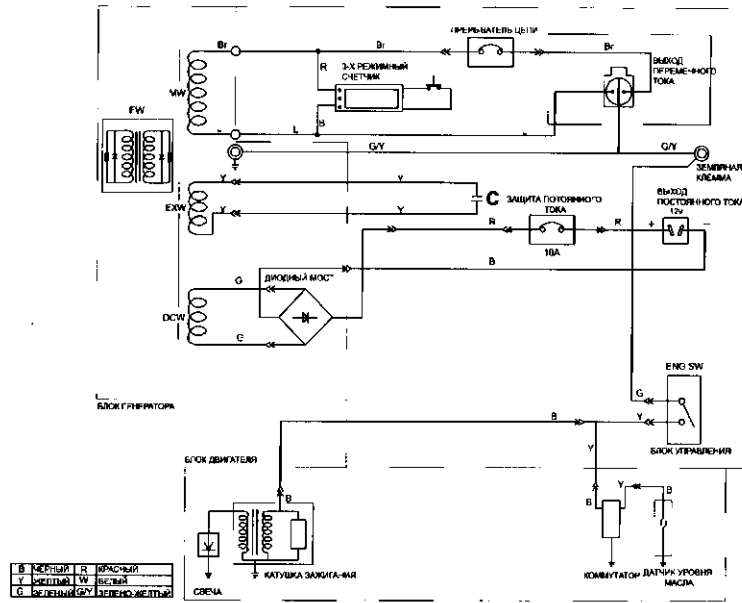 ПРЕРЫВАТЕЛЬ ЦЕПИ
Br
Br
Br
R
3-Х РЕЖИМНЫЙ
СЧЕТЧИК
ВЫХОД
ПЕРЕМЕННОГО
ТОКА
MW
FW
B
L
L
G/Y
G/Y
ЗЕМЛЯНАЯ
КЛЕММА
Y
Y
EXW
C
Y
Y
ЗАЩИТА ПОТОЯННОГО
ТОКА
ВЫХОД
ПОСТОЯННОГО ТОКА
12v
R
R
+
−
10A
B
G
ДИОДНЫЙ МОСТ
DCW
G
ENG SW
G
БЛОК ГЕНЕРАТОРА
B
Y
БЛОК УПРАВЛЕНИЯ
Y
БЛОК ДВИГАТЕЛЯ
B
B
Y
B
СВЕЧА
КАТУШКА ЗАЖИГАНИЯ
КОММУТАТОР
ДАТЧИК УРОВНЯ
МАСЛА
B ЧЕРНЫЙ R КРАСНЫЙ
Y ЖЕЛТЫЙ W БЕЛЫЙ
G ЗЕЛЕНЫЙ G/Y ЗЕЛЕНО-ЖЕЛТЫЙ